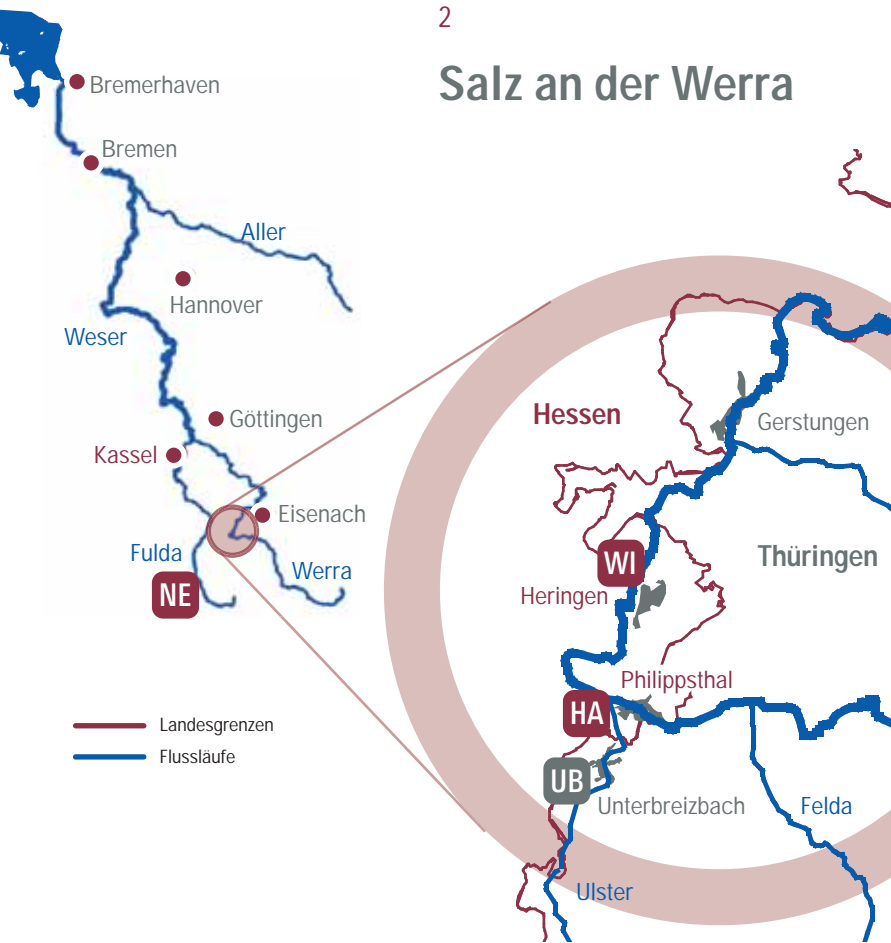 2
Salz an der Werra
Bremerhaven
Bremen
Aller
Hannover
Weser
Göttingen
Kassel
Eisenach
Fulda
Werra
NE
Landesgrenzen
Flussläufe
Hessen
Gerstungen
Thüringen
WI
Heringen
Philippsthal
HA
UB
Unterbreizbach
Felda
Ulster